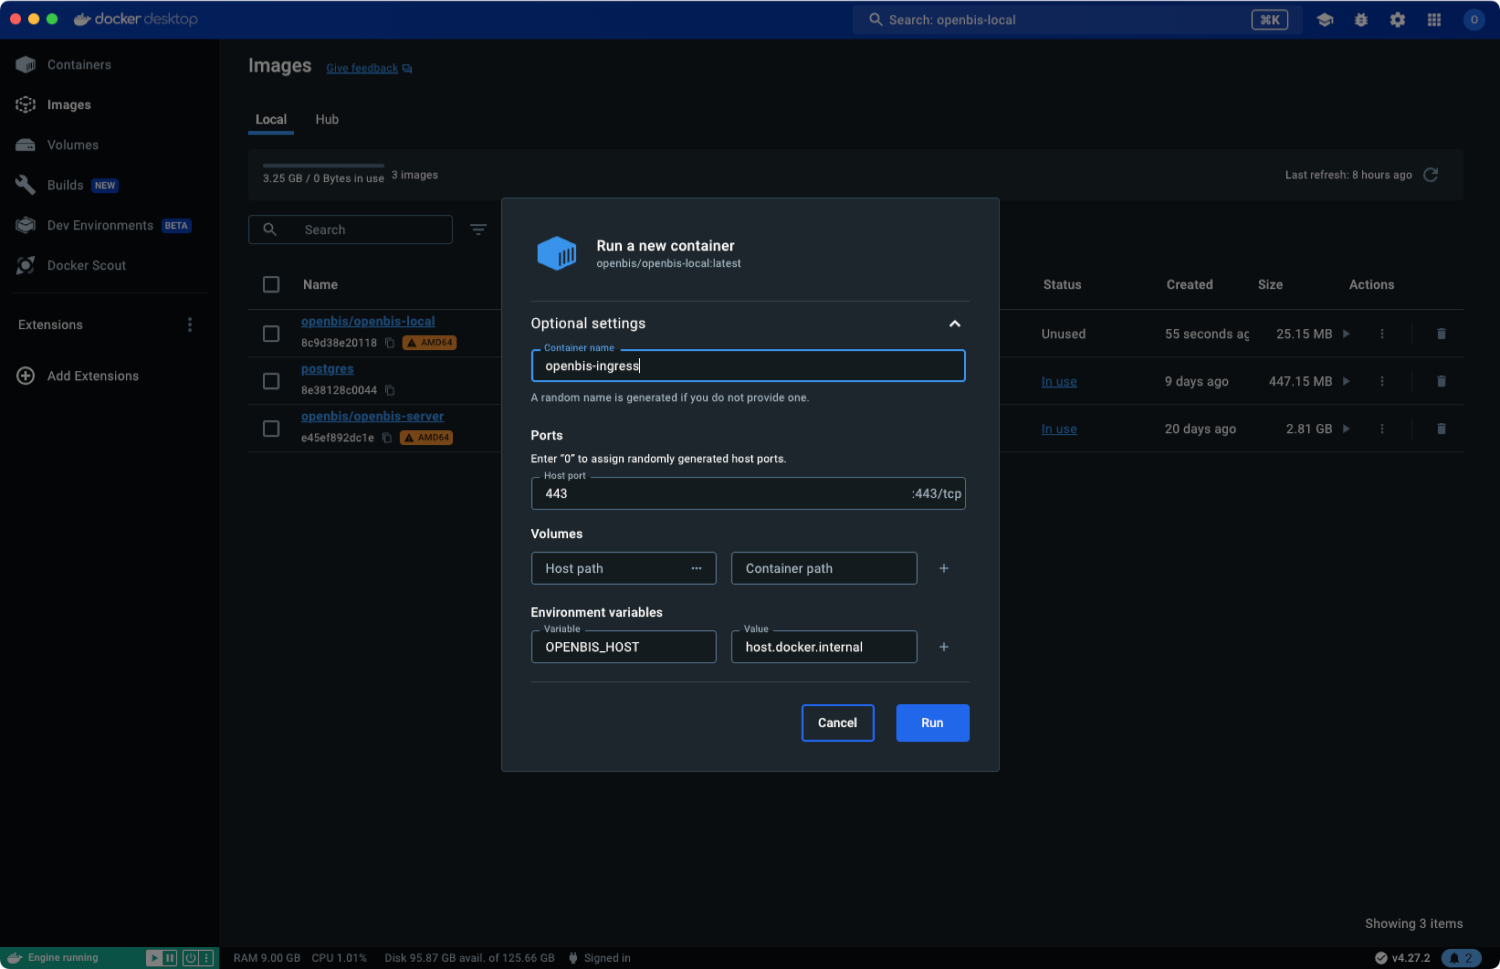 docker desktop
Search: openbis-local
⌘K
O
Containers
Images
Volumes
Builds NEW
Dev Environments BETA
Docker Scout
Extensions
Add Extensions
Images Give feedback
Local Hub
3.25 GB / 0 Bytes in use 3 images
Last refresh: 8 hours ago
Search
Name Status Created Size Actions
openbis/openbis-local
8c9d38e20118 AMD64
Unused 55 seconds ag 25.15 MB
postgres
8e38128c0044
In use 9 days ago 447.15 MB
openbis/openbis-server
e45ef892dc1e AMD64
In use 20 days ago 2.81 GB
Run a new container
openbis/openbis-local:latest
Optional settings
Container name
openbis-ingress
A random name is generated if you do not provide one.
Ports
Enter “0” to assign randomly generated host ports.
Host port
443 :443/tcp
Volumes
Host path ··· Container path +
Environment variables
Variable Value
OPENBIS_HOST host.docker.internal +
Cancel Run
Showing 3 items
Engine running
RAM 9.00 GB CPU 1.01% Disk 95.87 GB avail. of 125.66 GB Signed in
v4.27.2 2